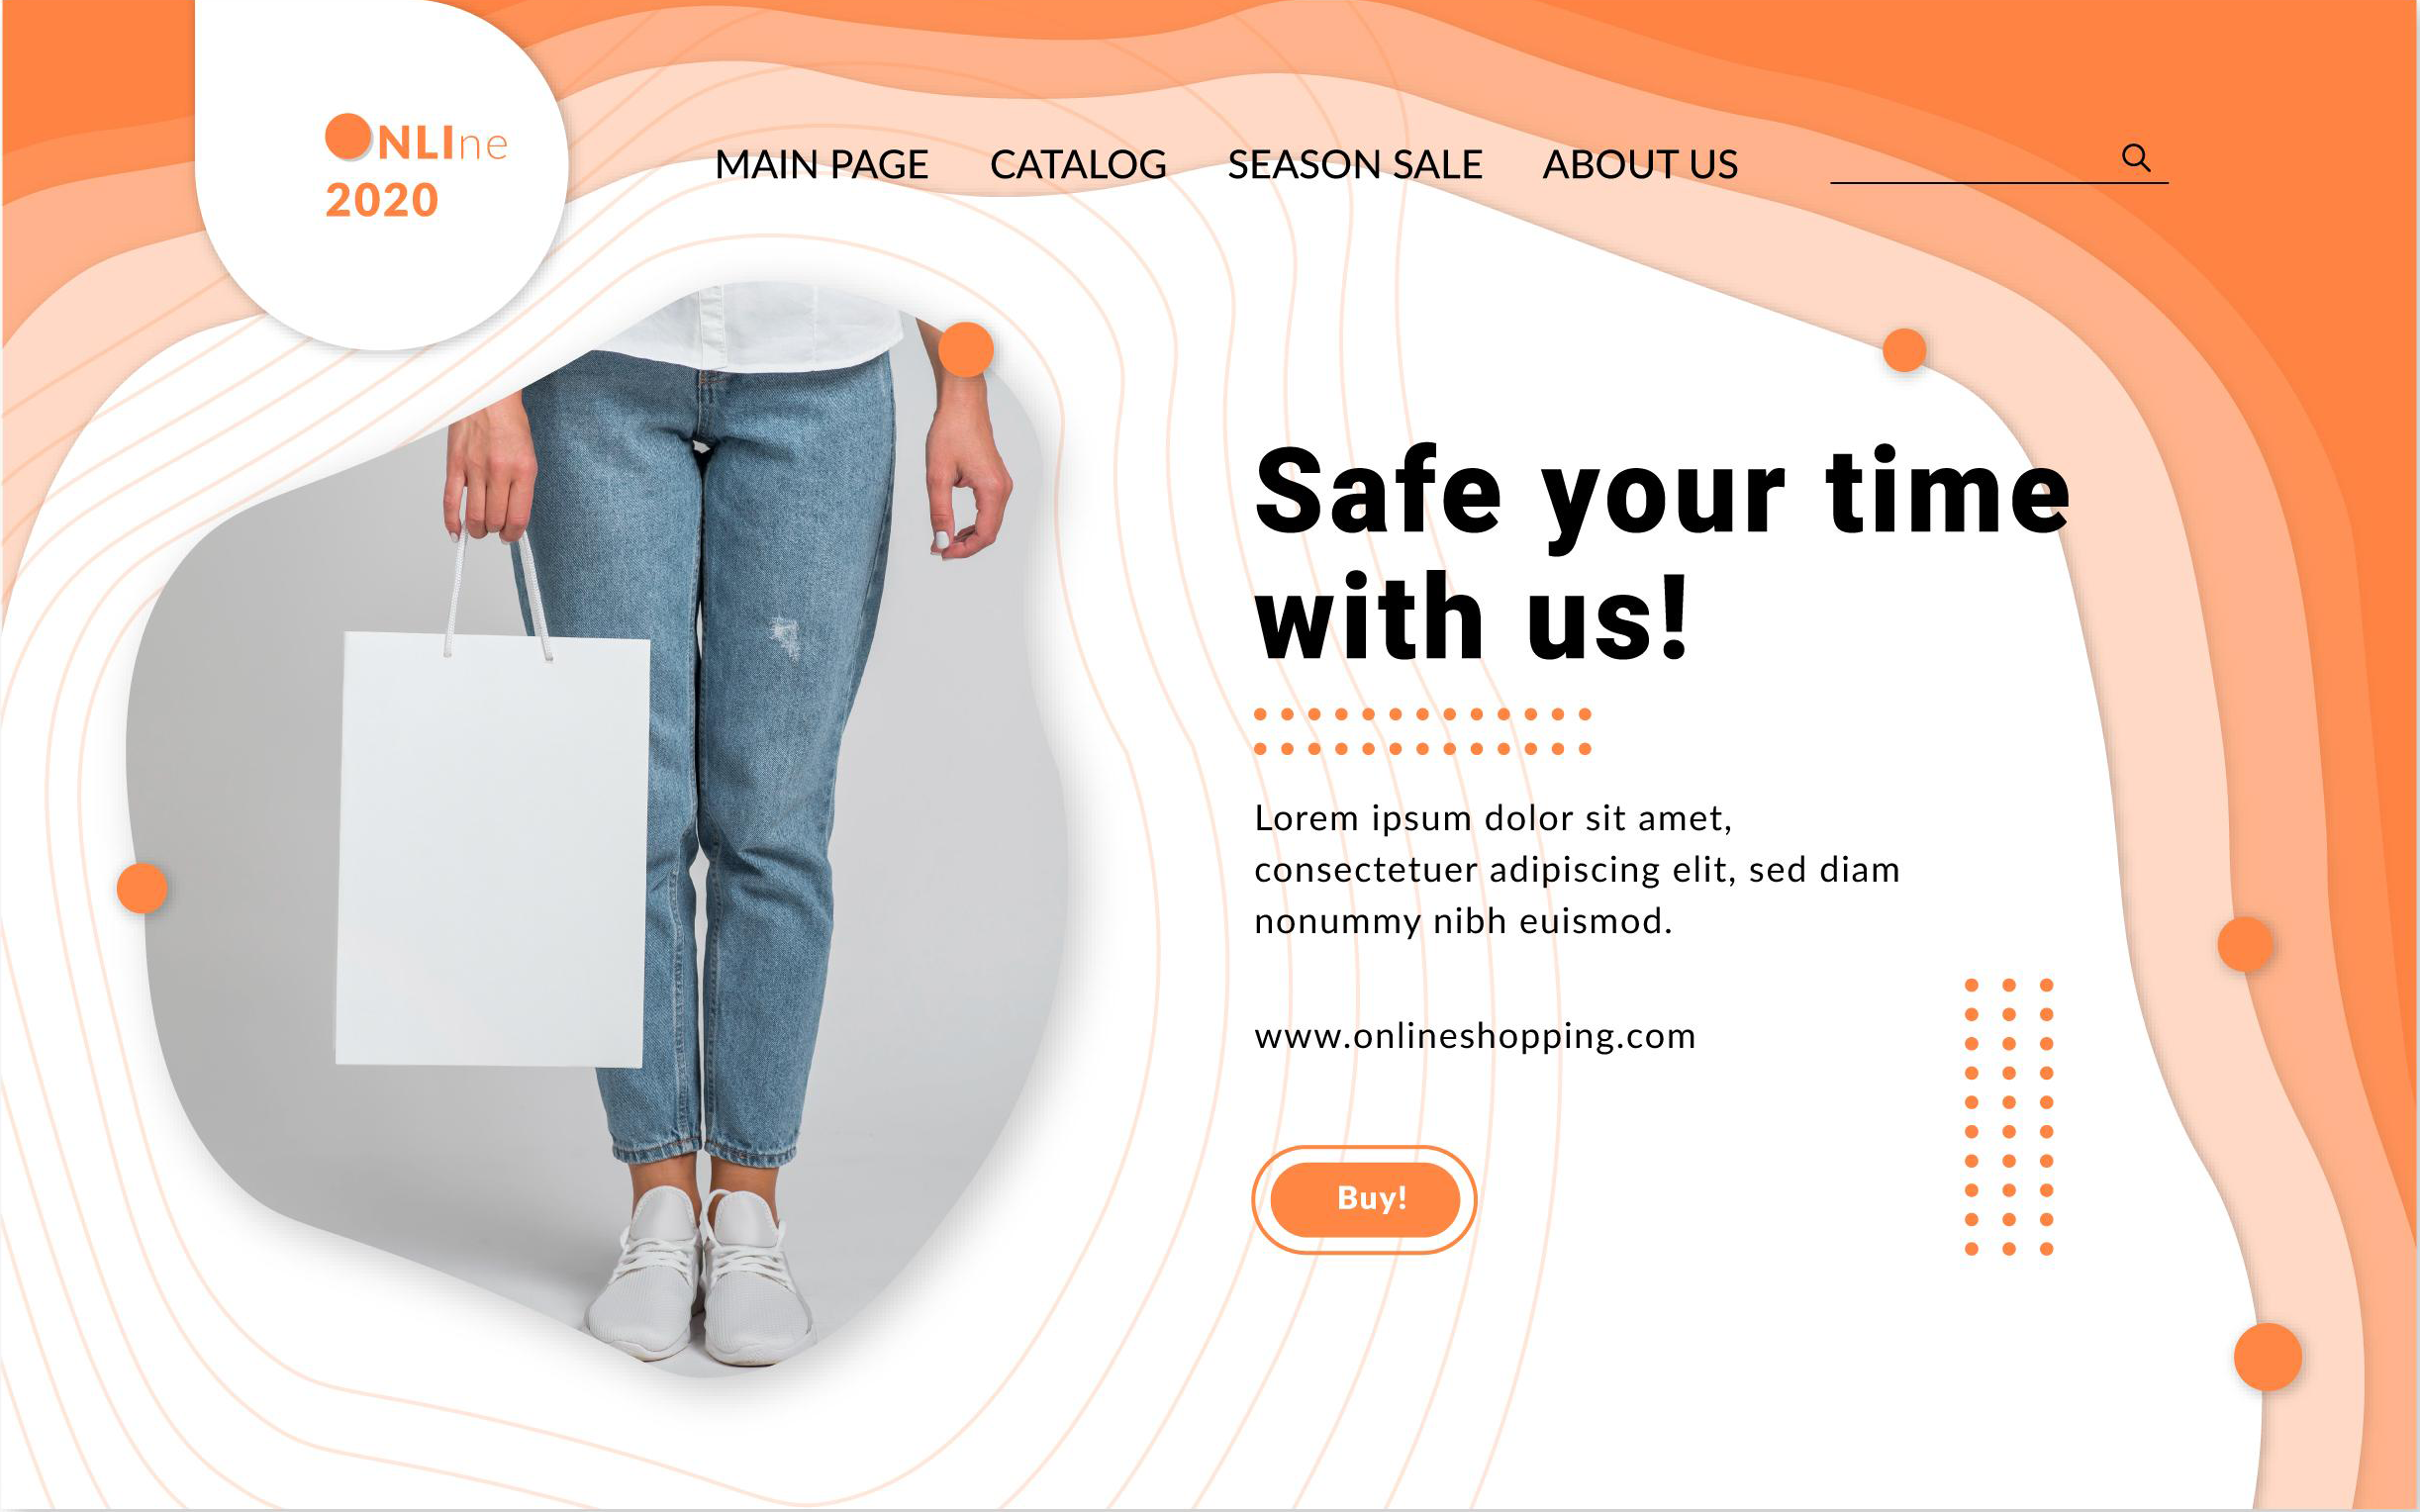 ONLIne
2020
MAIN PAGE CATALOG SEASON SALE ABOUT US
Safe your time
with us!
Lorem ipsum dolor sit amet,
consectetuer adipiscing elit, sed diam
nonummy nibh euismod.
www.onlineshopping.com
Buy!